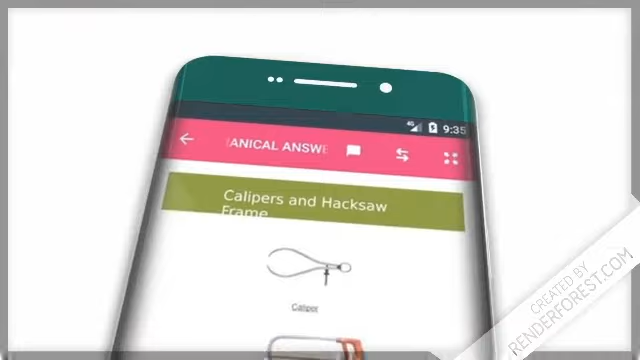 4G 9:35
ANICAL ANSWE
Calipers and Hacksaw
Frame
Caliper
CREATED BY
RENDERFOREST.COM